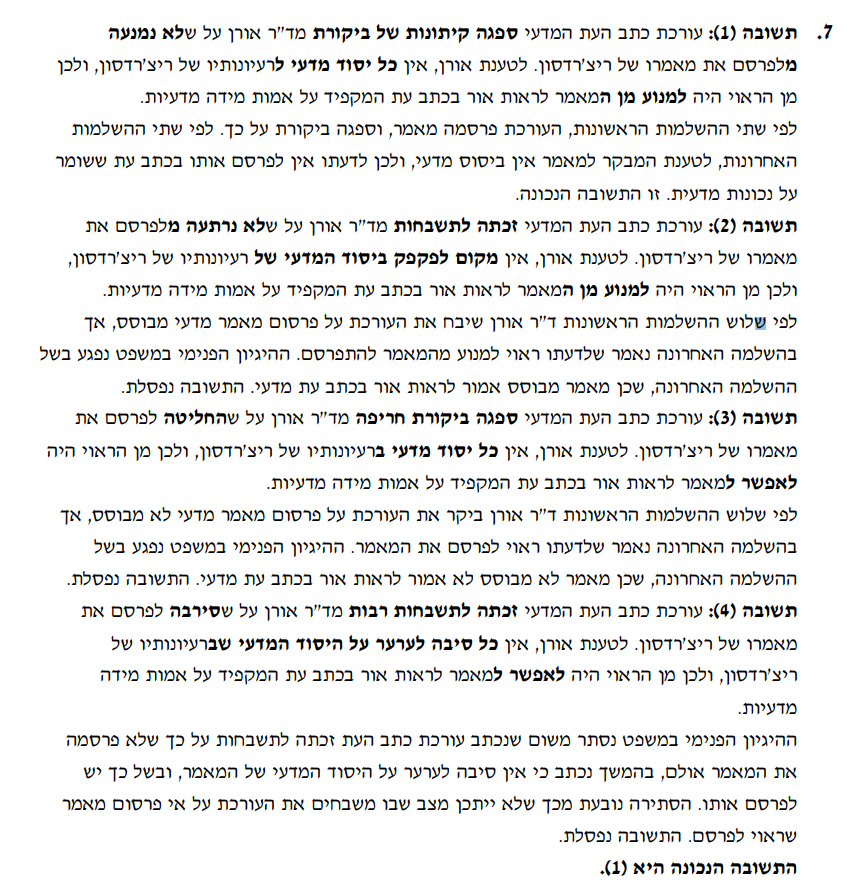 7. תשובה (1): עורכת כתב העת המדעי ספגה קיתונות של ביקורת מד"ר אורן על שלא נמנעה
מלפרסם את מאמרו של ריצ'רדסון. לטענת אורן, אין כל יסוד מדעי לרעיונותיו של ריצ'רדסון, ולכן
מן הראוי היה למנוע מן המאמר לראות אור בכתב עת המקפיד על אמות מידה מדעיות.
לפי שתי ההשלמות הראשונות, העורכת פרסמה מאמר, וספגה ביקורת על כך. לפי שתי ההשלמות
האחרונות, לטענת המבקר למאמר אין ביסוס מדעי, ולכן לדעתו אין לפרסם אותו בכתב עת ששומר
על נכונות מדעית. זו התשובה הנכונה.
תשובה (2): עורכת כתב העת המדעי זכתה לתשבחות מד"ר אורן על שלא נרתעה מלפרסם את
מאמרו של ריצ'רדסון. לטענת אורן, אין מקום לפקפק ביסוד המדעי של רעיונותיו של ריצ'רדסון,
ולכן מן הראוי היה למנוע מן המאמר לראות אור בכתב עת המקפיד על אמות מידה מדעיות.
לפי שלוש ההשלמות הראשונות ד"ר אורן שיבח את העורכת על פרסום מאמר מדעי מבוסס, אך
בהשלמה האחרונה נאמר שלדעתו ראוי למנוע מהמאמר להתפרסם. ההיגיון הפנימי במשפט נפגע בשל
ההשלמה האחרונה, שכן מאמר מבוסס אמור לראות אור בכתב עת מדעי. התשובה נפסלת.
תשובה (3): עורכת כתב העת המדעי ספגה ביקורת חריפה מד"ר אורן על שהחליטה לפרסם את
מאמרו של ריצ'רדסון. לטענת אורן, אין כל יסוד מדעי ברעיונותיו של ריצ'רדסון, ולכן מן הראוי היה
לאפשר למאמר לראות אור בכתב עת המקפיד על אמות מידה מדעיות.
לפי שלוש ההשלמות הראשונות ד"ר אורן ביקר את העורכת על פרסום מאמר מדעי לא מבוסס, אך
בהשלמה האחרונה נאמר שלדעתו ראוי לפרסם את המאמר. ההיגיון הפנימי במשפט נפגע בשל
ההשלמה האחרונה, שכן מאמר לא מבוסס לא אמור לראות אור בכתב עת מדעי. התשובה נפסלת.
תשובה (4): עורכת כתב העת המדעי זכתה לתשבחות רבות מד"ר אורן על שסירבה לפרסם את
מאמרו של ריצ'רדסון. לטענת אורן, אין כל סיבה לערער על היסוד המדעי שברעיונותיו של
ריצ'רדסון, ולכן מן הראוי היה לאפשר למאמר לראות אור בכתב עת המקפיד על אמות מידה
מדעיות.
ההיגיון הפנימי במשפט נסתר משום שנכתב עורכת כתב העת זכתה לתשבחות על כך שלא פרסמה
את המאמר אולם, בהמשך נכתב כי אין סיבה לערער על היסוד המדעי של המאמר, ובשל כך יש
לפרסם אותו. הסתירה נובעת מכך שלא ייתכן מצב שבו משבחים את העורכת על אי פרסום מאמר
שראוי לפרסם. התשובה נפסלת.
התשובה הנכונה היא (1).